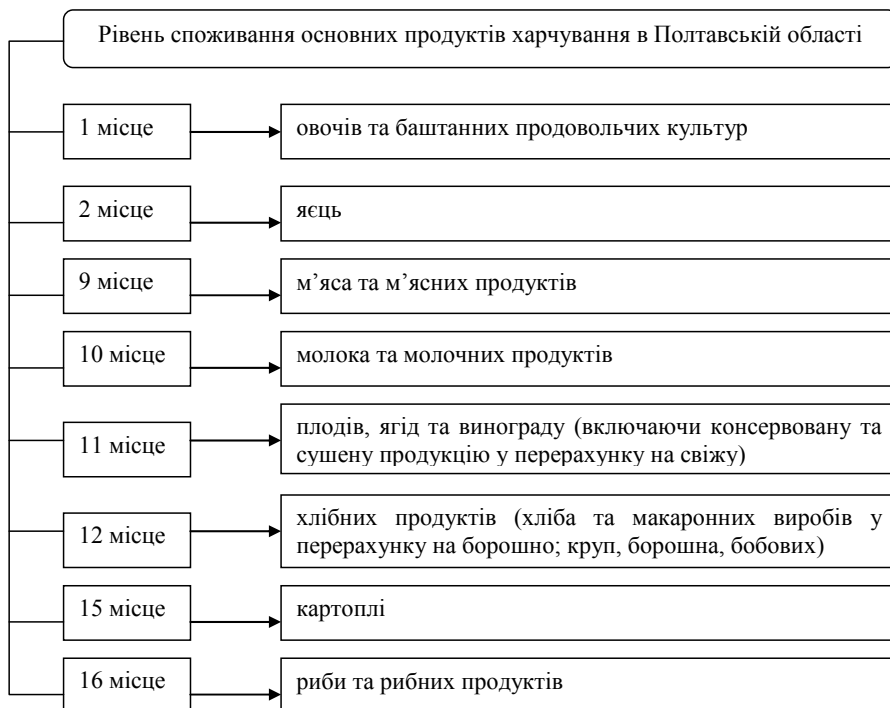 Рівень споживання основних продуктів харчування в Полтавській області
1 місце
овочів та баштанних продовольчих культур
2 місце
яєць
9 місце
м’яса та м’ясних продуктів
10 місце
молока та молочних продуктів
11 місце
плодів, ягід та винограду (включаючи консервовану та
сушену продукцію у перерахунку на свіжу)
12 місце
хлібних продуктів (хліба та макаронних виробів у
перерахунку на борошно; круп, борошна, бобових)
15 місце
картоплі
16 місце
риби та рибних продуктів